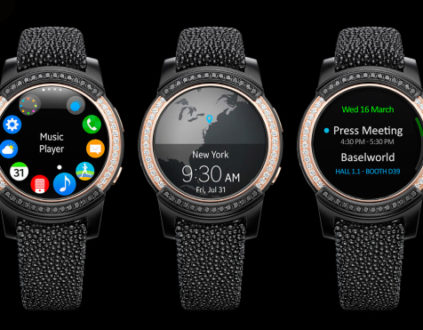 Music
Player
31
New York
9:30 AM
Fri, Jul 31
Wed 16 March
Press Meeting
4:30 PM - 5:30 PM
Baselworld
HALL 1.1 - BOOTH D39